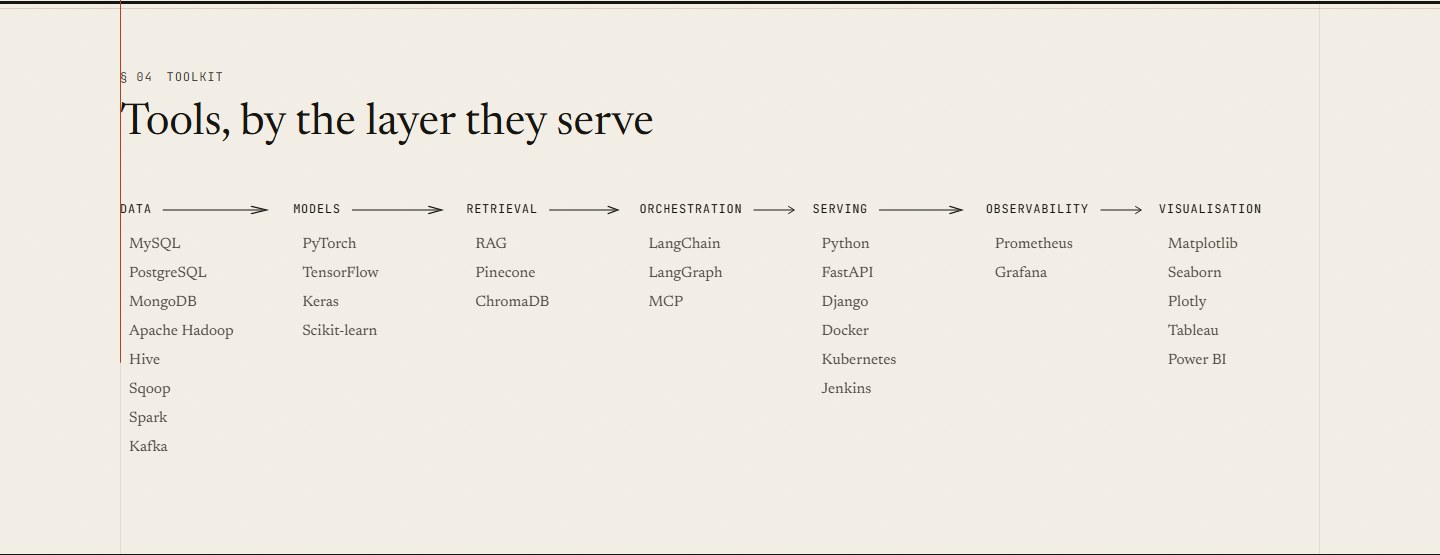 § 04 TOOLKIT
Tools, by the layer they serve
DATA
MySQL
PostgreSQL
MongoDB
Apache Hadoop
Hive
Sqoop
Spark
Kafka
MODELS
PyTorch
TensorFlow
Keras
Scikit-learn
RETRIEVAL
RAG
Pinecone
ChromaDB
ORCHESTRATION
LangChain
LangGraph
MCP
SERVING
Python
FastAPI
Django
Docker
Kubernetes
Jenkins
OBSERVABILITY
Prometheus
Grafana
VISUALISATION
Matplotlib
Seaborn
Plotly
Tableau
Power BI